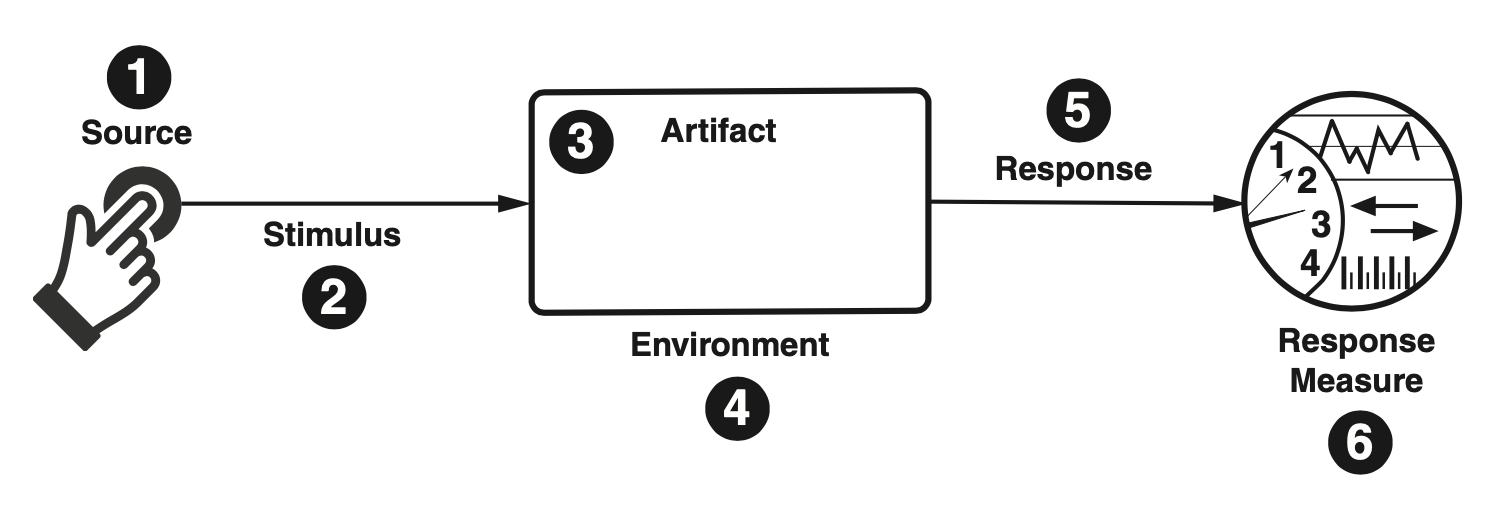 1
Source
Stimulus
2
3 Artifact
Environment
4
5
Response
1
2
3
4
Response
Measure
6